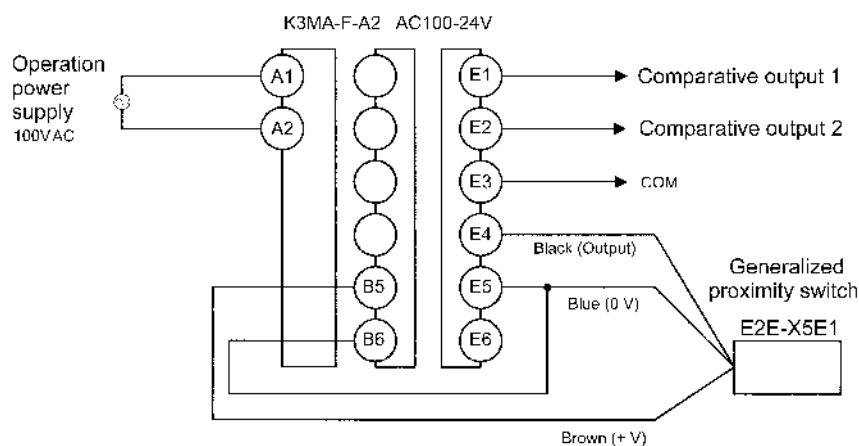 K3MA-F-A2 AC100-24V
Operation
power
supply
100VAC
A1
A2
B5
B6
E1
E2
E3
E4
E5
E6
Comparative output 1
Comparative output 2
COM
Black (Output)
Blue (0 V)
Brown (+ V)
Generalized
proximity switch
E2E-X5E1